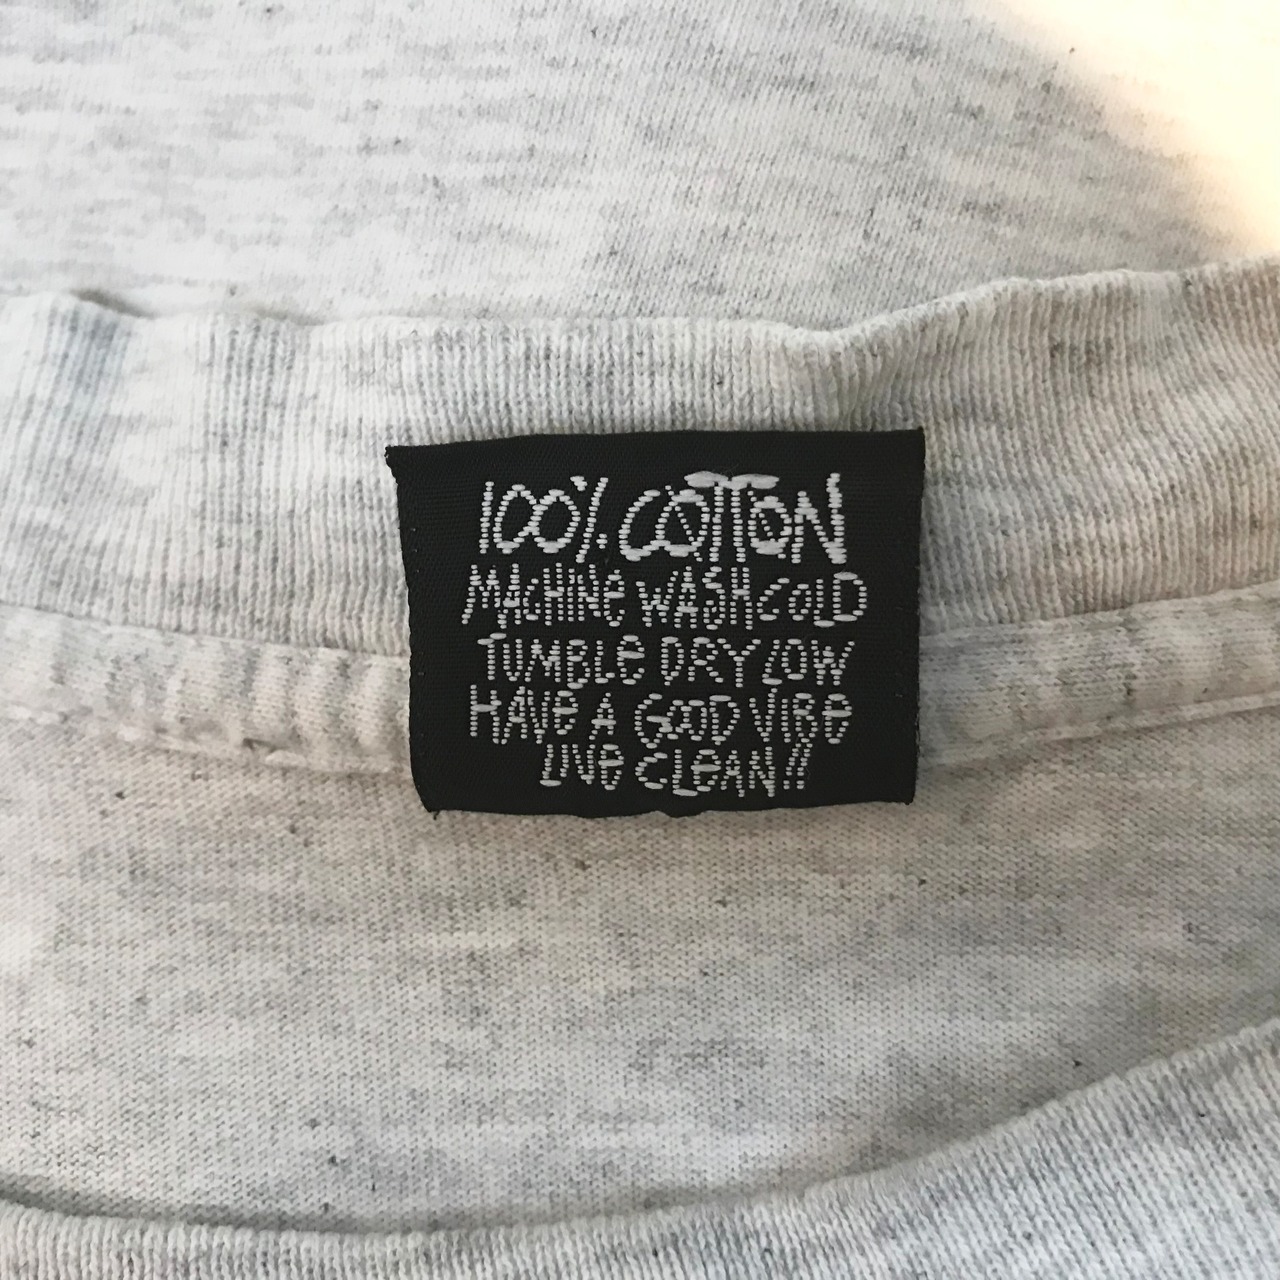 100% COTTON
MACHINE WASH COLD
TUMBLE DRY LOW
HAVE A GOOD VIBE
LIVE CLEAN!!